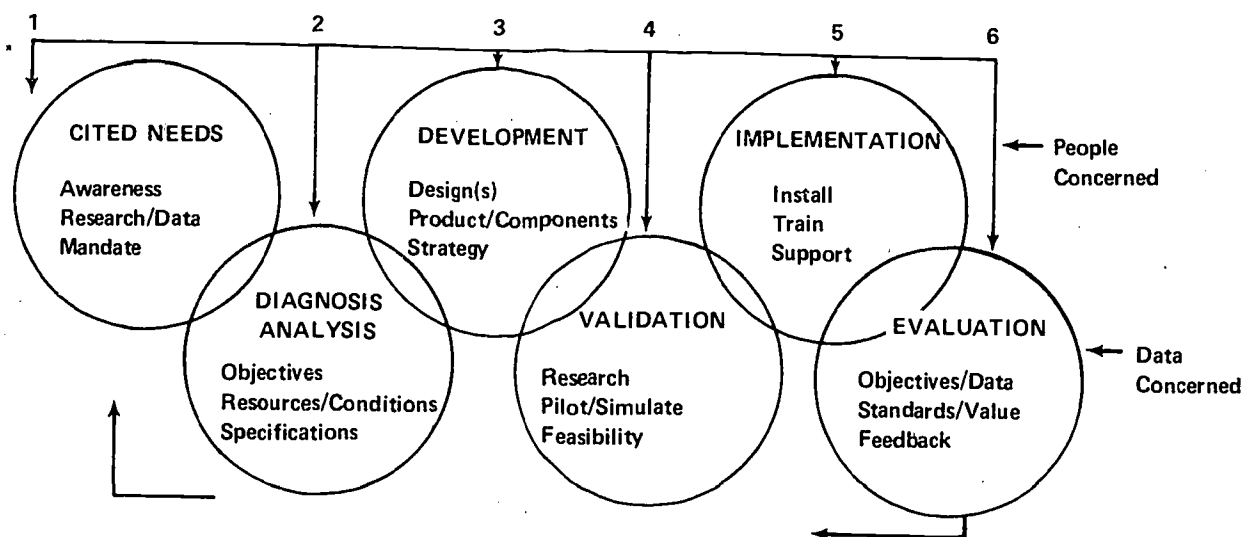 1
2
3
4
5
6
CITED NEEDS
Awareness
Research/Data
Mandate
DIAGNOSIS
ANALYSIS
Objectives
Resources/Conditions
Specifications
DEVELOPMENT
Design(s)
Product/Components
Strategy
VALIDATION
Research
Pilot/Simulate
Feasibility
IMPLEMENTATION
Install
Train
Support
EVALUATION
Objectives/Data
Standards/Value
Feedback
People
Concerned
Data
Concerned